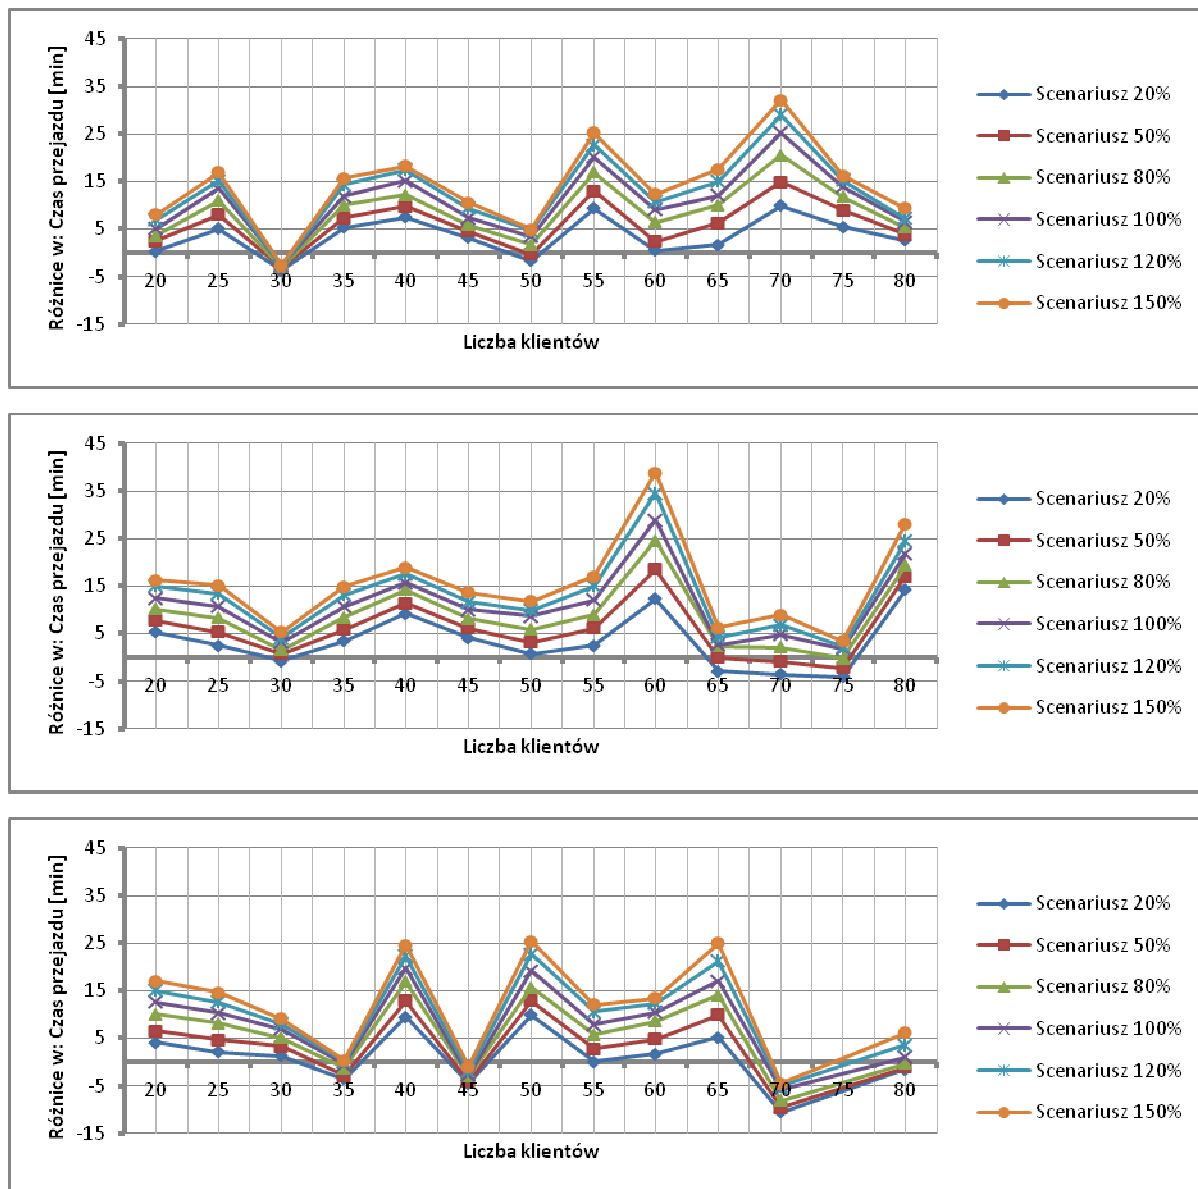 Różnice w: Czas przejazdu [min]
45
35
25
15
5
-5
-15
20 25 30 35 40 45 50 55 60 65 70 75 80
Liczba klientów
Scenariusz 20%
Scenariusz 50%
Scenariusz 80%
Scenariusz 100%
Scenariusz 120%
Scenariusz 150%
Różnice w: Czas przejazdu [min]
45
35
25
15
5
-5
-15
20 25 30 35 40 45 50 55 60 65 70 75 80
Liczba klientów
Scenariusz 20%
Scenariusz 50%
Scenariusz 80%
Scenariusz 100%
Scenariusz 120%
Scenariusz 150%
Różnice w: Czas przejazdu [min]
45
35
25
15
5
-5
-15
20 25 30 35 40 45 50 55 60 65 70 75 80
Liczba klientów
Scenariusz 20%
Scenariusz 50%
Scenariusz 80%
Scenariusz 100%
Scenariusz 120%
Scenariusz 150%